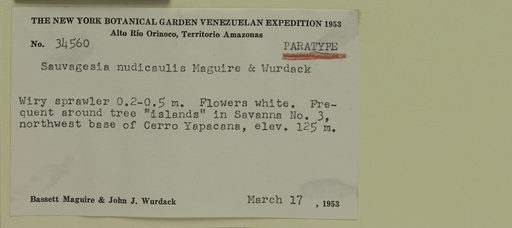 THE NEW YORK BOTANICAL GARDEN VENEZUELAN EXPEDITION 1953
Alto Río Orinoco, Territorio Amazonas
No. 34560 PARATYPE
Sauvagesia nudicaulis Maguire & Wurdack
Wiry sprawler 0.2-0.5 m. Flowers white. Fre-
quent around tree "islands" in Savanna No. 3,
northwest base of Cerro Yapacana, elev. 125 m.
Bassett Maguire & John J. Wurdack March 17 , 1953